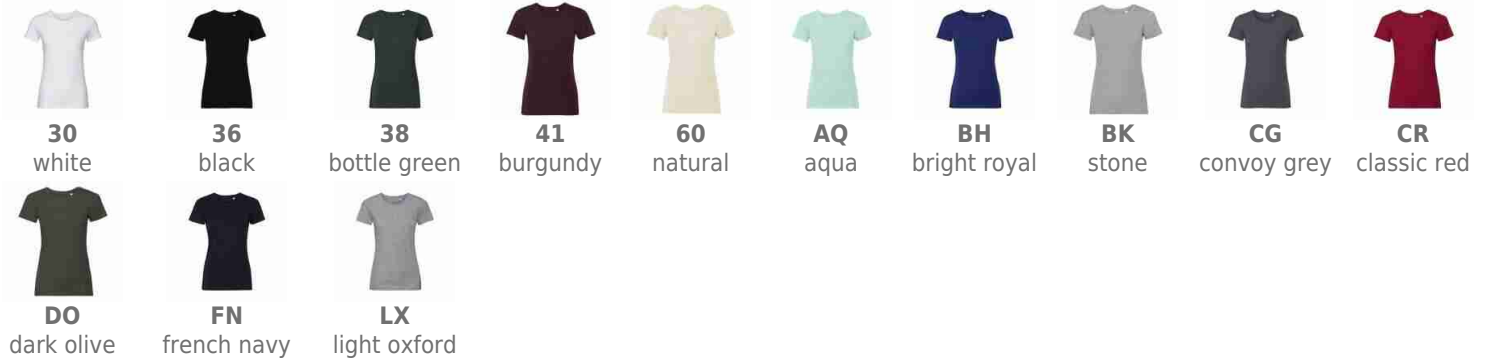 30 36 38 41 60 AQ BH BK CG CR
white black bottle green burgundy natural aqua bright royal stone convoy grey classic red
DO FN LX
dark olive french navy light oxford